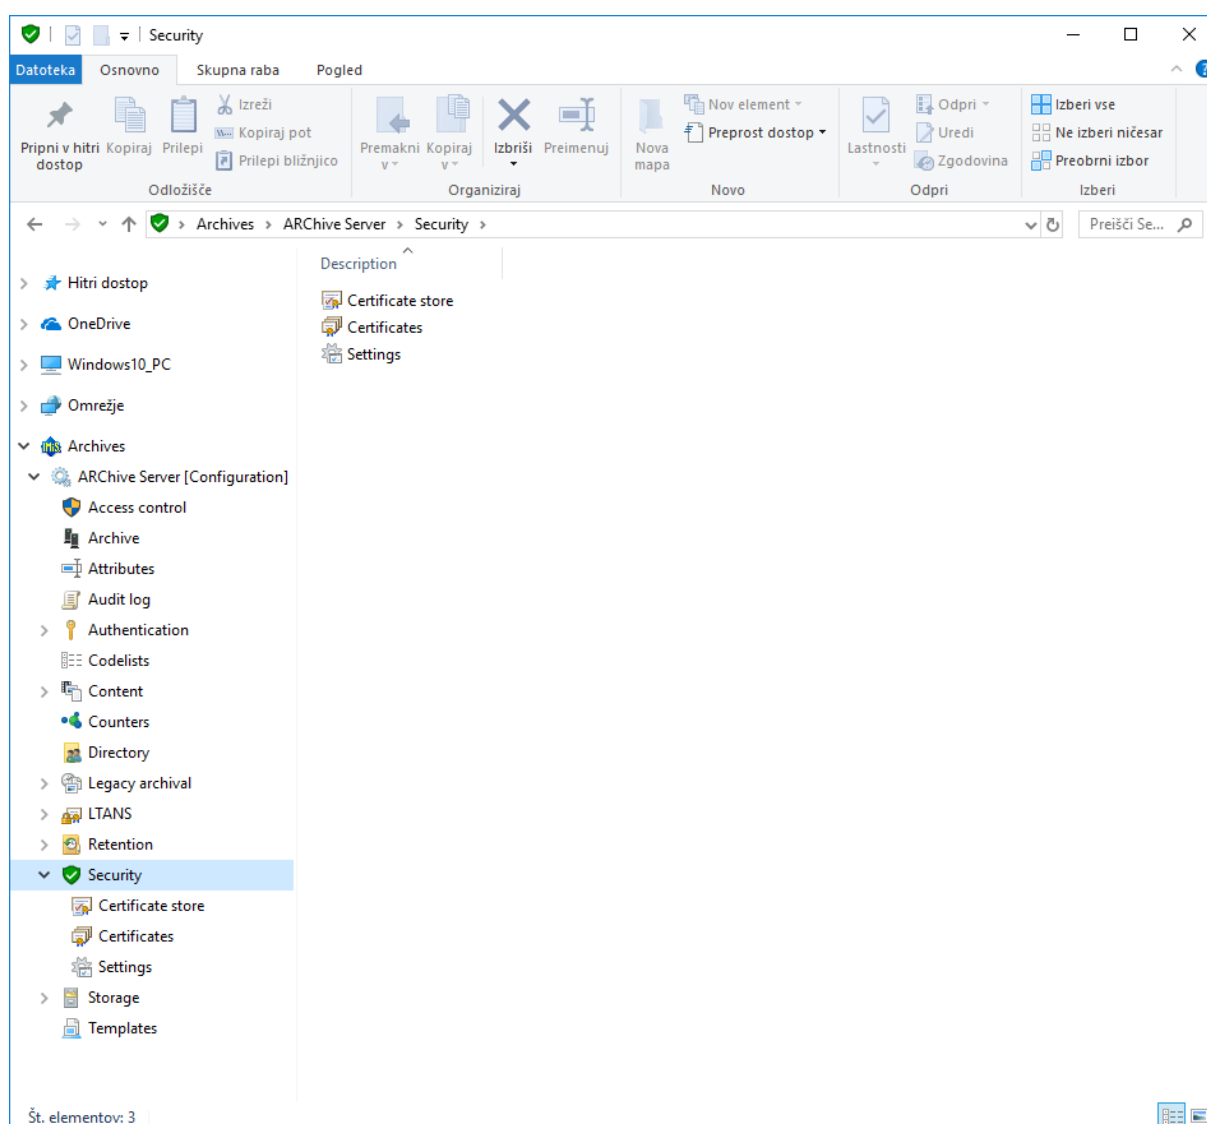 Security
Datoteka Osnovno Skupna raba Pogled
Pripni v hitri dostop
Kopiraj
Prilepi
Izreži
Kopiraj pot
Prilepi bližnjico
Odložišče
Premakni v
Kopiraj v
Izbriši
Preimenuj
Organiziraj
Nova mapa
Nov element
Preprost dostop
Novo
Lastnosti
Odpri
Uredi
Zgodovina
Odpri
Izberi vse
Ne izberi ničesar
Preobrni izbor
Izberi
Archives > ARChive Server > Security >
Preišči Se...
Hitri dostop
OneDrive
Windows10_PC
Omrežje
Archives
ARChive Server [Configuration]
Access control
Archive
Attributes
Audit log
Authentication
Codelists
Content
Counters
Directory
Legacy archival
LTANS
Retention
Security
Certificate store
Certificates
Settings
Storage
Templates
Description
Certificate store
Certificates
Settings
Št. elementov: 3